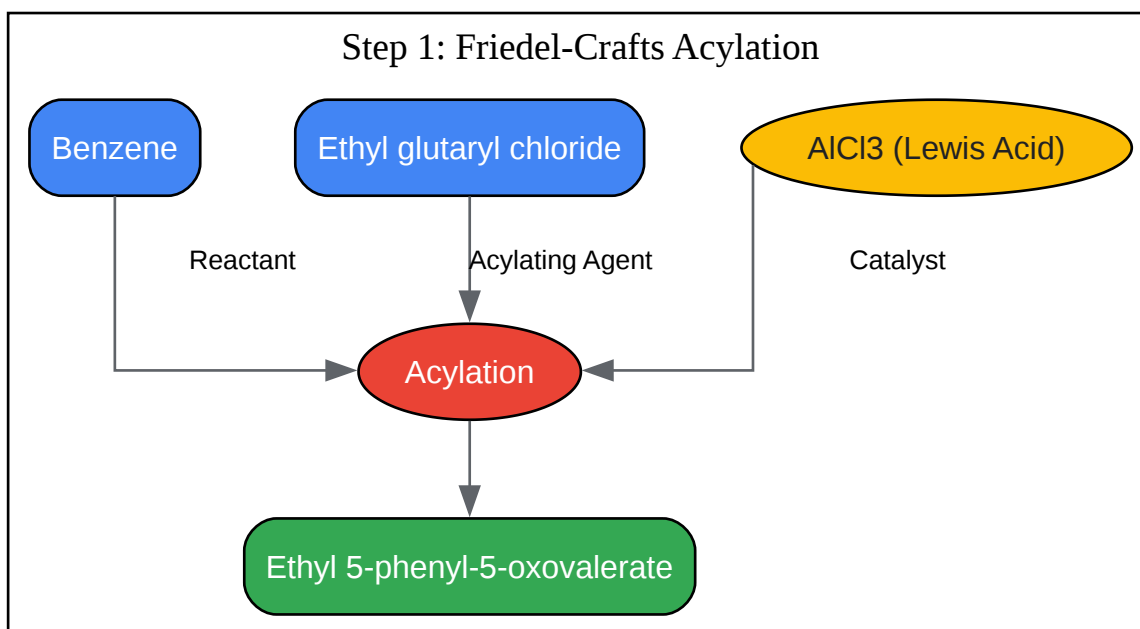 Step 1: Friedel-Crafts Acylation
Benzene
Ethyl glutaryl chloride
AlCl3 (Lewis Acid)
Reactant
Acylating Agent
Catalyst
Acylation
Ethyl 5-phenyl-5-oxovalerate